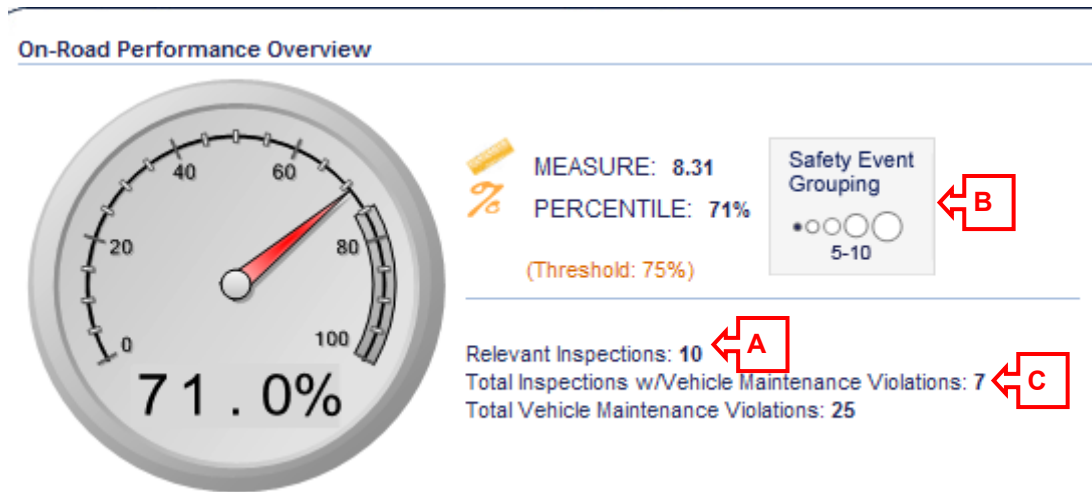 On-Road Performance Overview
0
20
40
60
80
100
71.0%
MEASURE: 8.31
% PERCENTILE: 71%
(Threshold: 75%)
Safety Event
Grouping
5-10
B
Relevant Inspections: 10
A
Total Inspections w/Vehicle Maintenance Violations: 7
C
Total Vehicle Maintenance Violations: 25